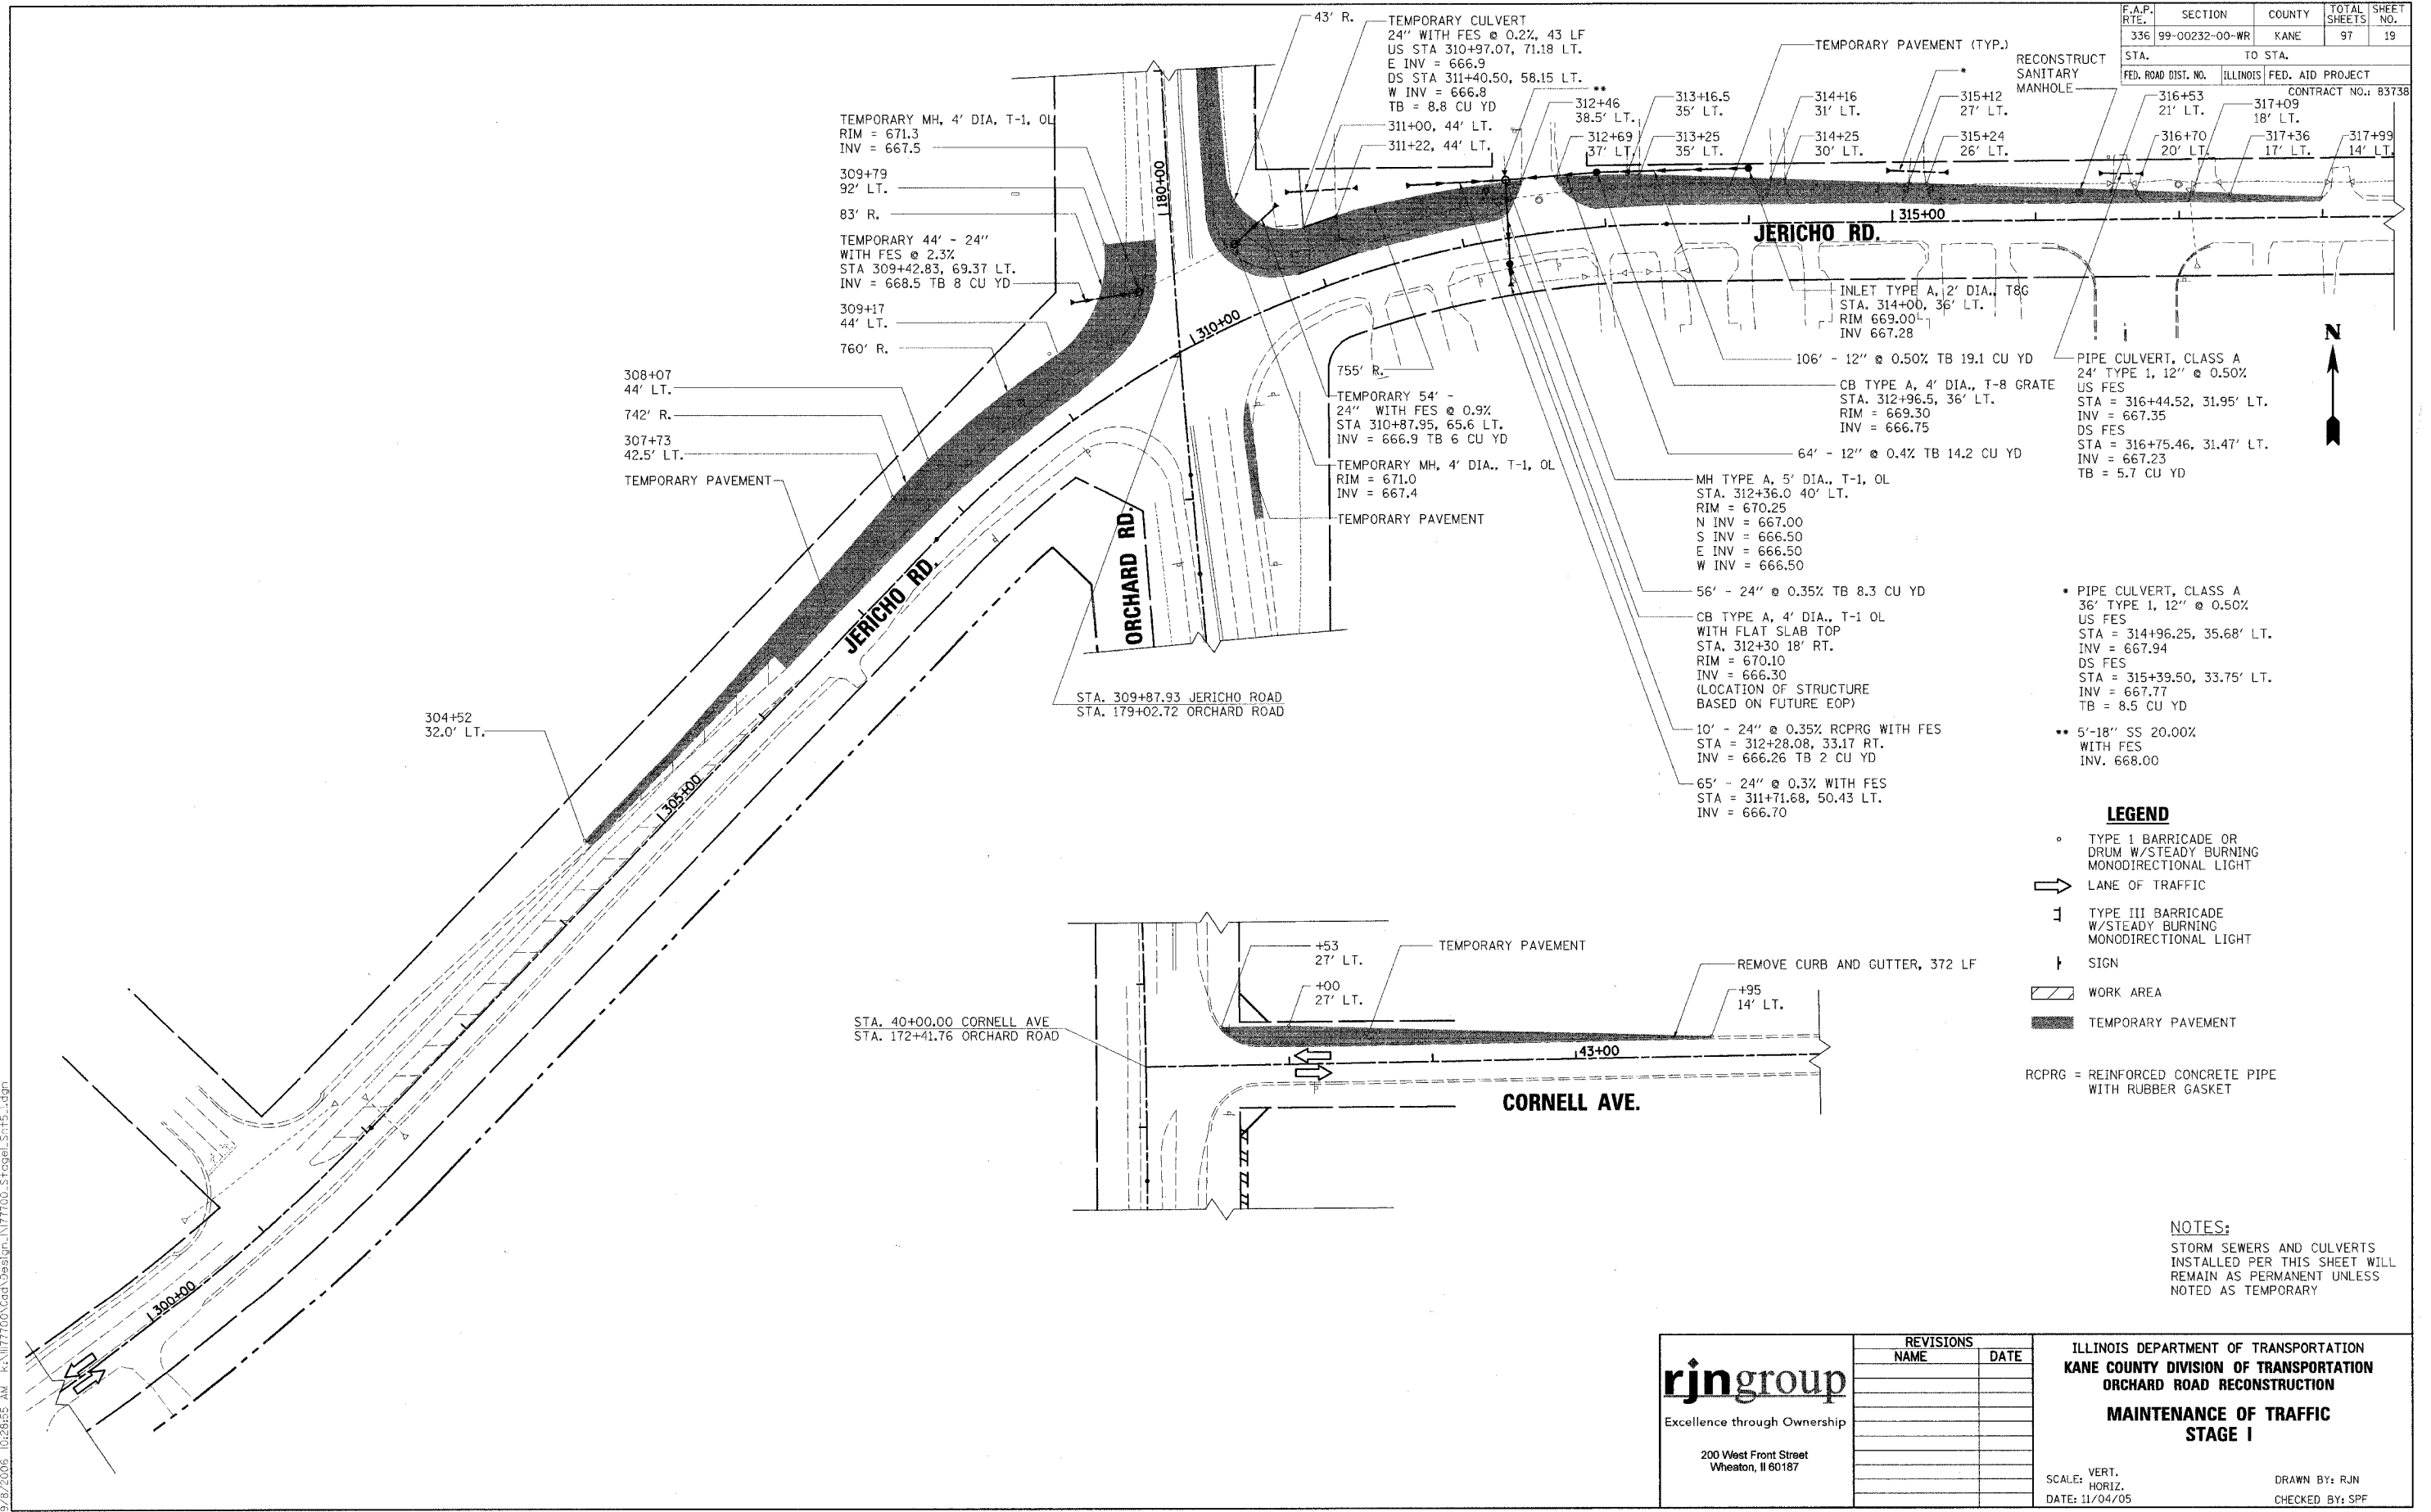 F.A.P. RTE. SECTION COUNTY TOTAL SHEETS SHEET NO.
336 99-00232-00-WR KANE 97 19
STA. TO STA.
FED. ROAD DIST. NO. ILLINOIS FED. AID PROJECT
CONTRACT NO.: 83738
43' R.
TEMPORARY CULVERT
24" WITH FES @ 0.2%, 43 LF
US STA 310+97.07, 71.18 LT.
E INV = 666.9
DS STA 311+40.50, 58.15 LT.
W INV = 666.8
TB = 8.8 CU YD
311+00, 44' LT.
311+22, 44' LT.
**
312+46
38.5' LT.
312+69
37' LT.
TEMPORARY PAVEMENT (TYP.)
313+16.5
35' LT.
313+25
35' LT.
314+16
31' LT.
314+25
30' LT.
*
315+12
27' LT.
315+24
26' LT.
RECONSTRUCT
SANITARY
MANHOLE
316+53
21' LT.
316+70
20' LT.
317+09
18' LT.
317+36
17' LT.
317+99
14' LT.
TEMPORARY MH, 4' DIA, T-1, OL
RIM = 671.3
INV = 667.5
309+79
92' LT.
83' R.
TEMPORARY 44' - 24"
WITH FES @ 2.3%
STA 309+42.83, 69.37 LT.
INV = 668.5 TB 8 CU YD
309+17
44' LT.
760' R.
308+07
44' LT.
742' R.
307+73
42.5' LT.
TEMPORARY PAVEMENT
304+52
32.0' LT.
180+00
310+00
315+00
JERICHO RD.
305+00
300+00
JERICHO RD.
ORCHARD RD.
755' R.
TEMPORARY 54' -
24" WITH FES @ 0.9%
STA 310+87.95, 65.6 LT.
INV = 666.9 TB 6 CU YD
TEMPORARY MH, 4' DIA., T-1, OL
RIM = 671.0
INV = 667.4
TEMPORARY PAVEMENT
INLET TYPE A, 2' DIA., T8G
STA. 314+00, 36' LT.
RIM 669.00
INV 667.28
106' - 12" @ 0.50% TB 19.1 CU YD
CB TYPE A, 4' DIA., T-8 GRATE
STA. 312+96.5, 36' LT.
RIM = 669.30
INV = 666.75
64' - 12" @ 0.4% TB 14.2 CU YD
MH TYPE A, 5' DIA., T-1, OL
STA. 312+36.0 40' LT.
RIM = 670.25
N INV = 667.00
S INV = 666.50
E INV = 666.50
W INV = 666.50
56' - 24" @ 0.35% TB 8.3 CU YD
CB TYPE A, 4' DIA., T-1 OL
WITH FLAT SLAB TOP
STA. 312+30 18' RT.
RIM = 670.10
INV = 666.30
(LOCATION OF STRUCTURE
BASED ON FUTURE EOP)
10' - 24" @ 0.35% RCPRG WITH FES
STA = 312+28.08, 33.17 RT.
INV = 666.26 TB 2 CU YD
65' - 24" @ 0.3% WITH FES
STA = 311+71.68, 50.43 LT.
INV = 666.70
N
PIPE CULVERT, CLASS A
24' TYPE 1, 12" @ 0.50%
US FES
STA = 316+44.52, 31.95' LT.
INV = 667.35
DS FES
STA = 316+75.46, 31.47' LT.
INV = 667.23
TB = 5.7 CU YD
* PIPE CULVERT, CLASS A
36' TYPE 1, 12" @ 0.50%
US FES
STA = 314+96.25, 35.68' LT.
INV = 667.94
DS FES
STA = 315+39.50, 33.75' LT.
INV = 667.77
TB = 8.5 CU YD
** 5'-18" SS 20.00%
WITH FES
INV. 668.00
STA. 309+87.93 JERICHO ROAD
STA. 179+02.72 ORCHARD ROAD
LEGEND
TYPE 1 BARRICADE OR
DRUM W/STEADY BURNING
MONODIRECTIONAL LIGHT
LANE OF TRAFFIC
TYPE III BARRICADE
W/STEADY BURNING
MONODIRECTIONAL LIGHT
SIGN
WORK AREA
TEMPORARY PAVEMENT
RCPRG = REINFORCED CONCRETE PIPE
WITH RUBBER GASKET
+53
27' LT.
TEMPORARY PAVEMENT
+00
27' LT.
REMOVE CURB AND GUTTER, 372 LF
+95
14' LT.
STA. 40+00.00 CORNELL AVE
STA. 172+41.76 ORCHARD ROAD
43+00
CORNELL AVE.
NOTES:
STORM SEWERS AND CULVERTS
INSTALLED PER THIS SHEET WILL
REMAIN AS PERMANENT UNLESS
NOTED AS TEMPORARY
rjngroup
Excellence through Ownership
200 West Front Street
Wheaton, Il 60187
REVISIONS
NAME DATE
ILLINOIS DEPARTMENT OF TRANSPORTATION
KANE COUNTY DIVISION OF TRANSPORTATION
ORCHARD ROAD RECONSTRUCTION
MAINTENANCE OF TRAFFIC
STAGE I
SCALE: VERT.
HORIZ.
DATE: 11/04/05
DRAWN BY: RJN
CHECKED BY: SPF
9/8/2006 10:28:55 AM